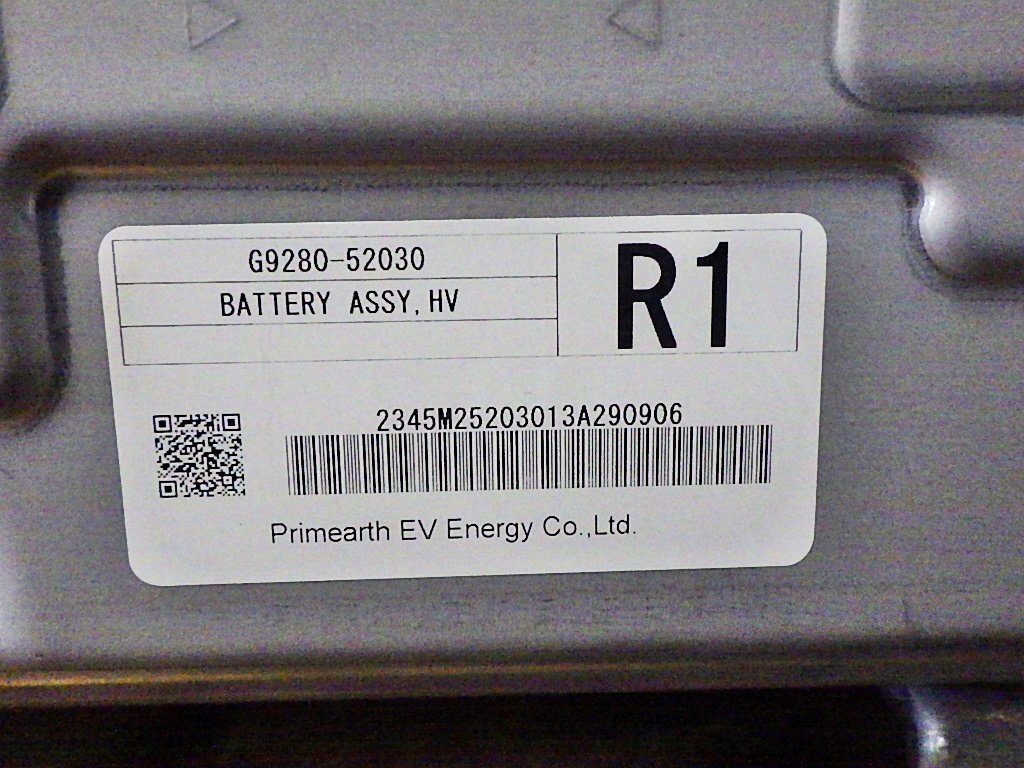 G9280-52030
BATTERY ASSY,HV
R1
2345M25203013A290906
Primearth EV Energy Co.,Ltd.